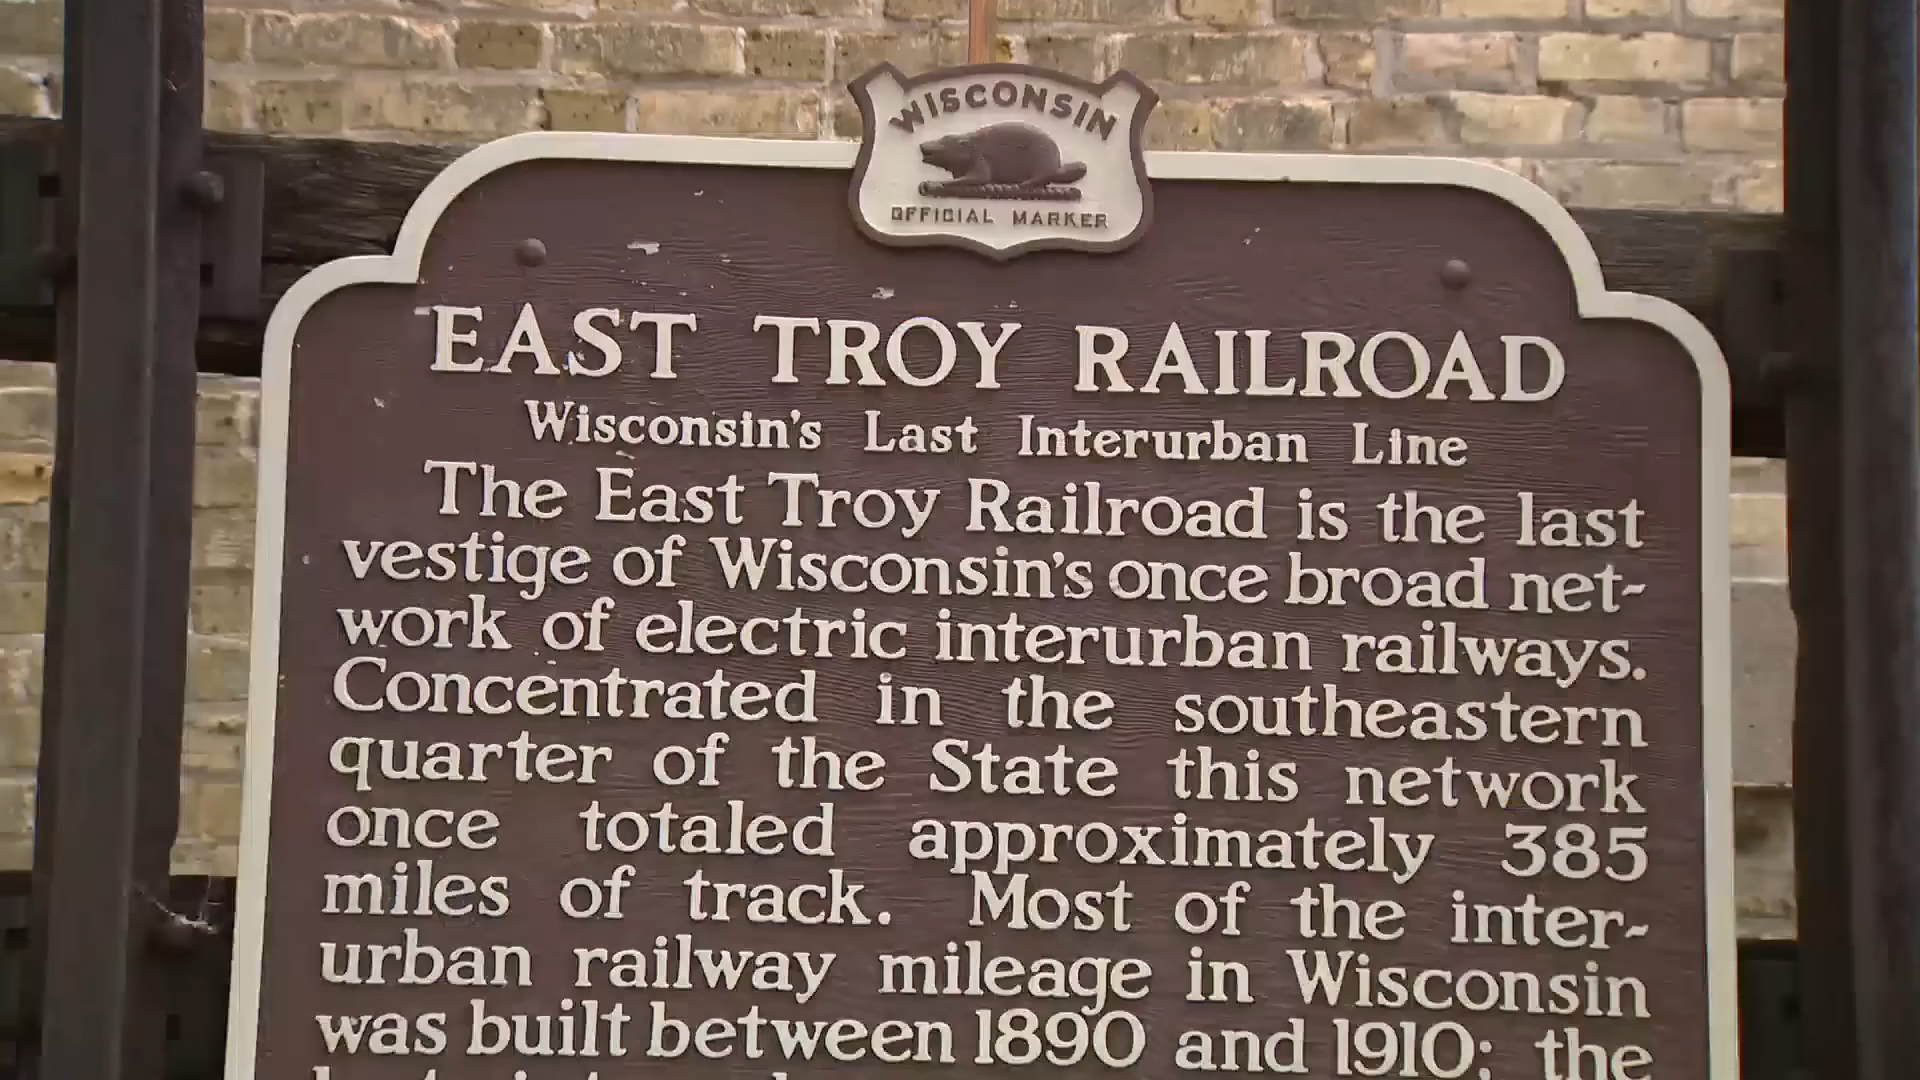 WISCONSIN
OFFICIAL MARKER
EAST TROY RAILROAD
Wisconsin's Last Interurban Line
The East Troy Railroad is the last
vestige of Wisconsin's once broad net-
work of electric interurban railways.
Concentrated in the southeastern
quarter of the State this network
once totaled approximately 385
miles of track. Most of the inter-
urban railway mileage in Wisconsin
was built between 1890 and 1910; the